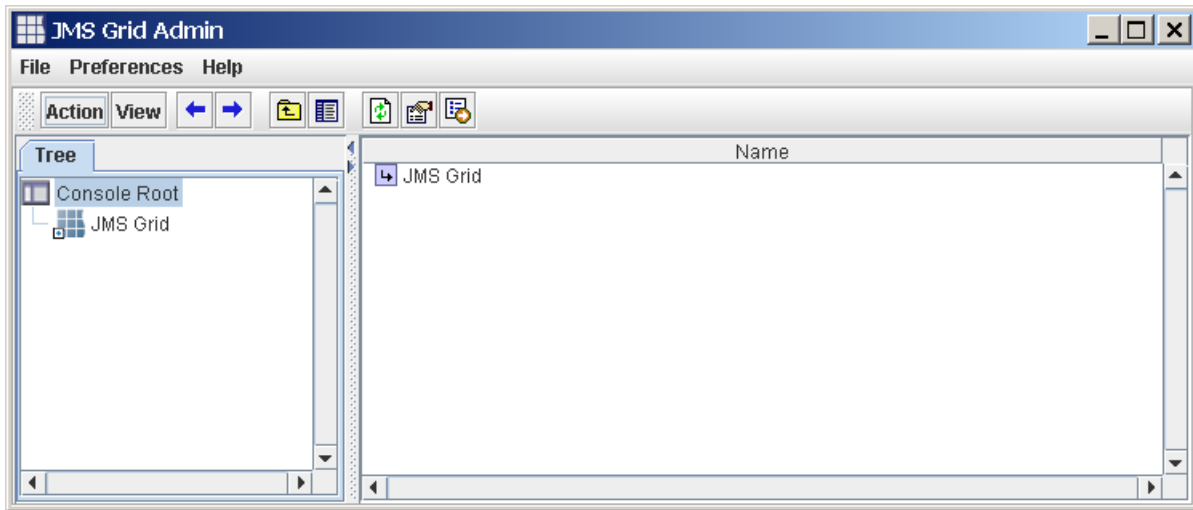 JMS Grid Admin
File Preferences Help
Action View
Tree
Name
Console Root
JMS Grid
JMS Grid